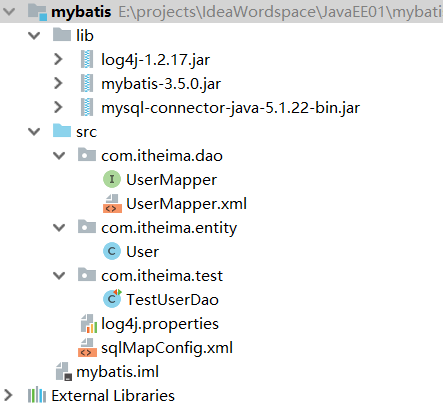 mybatis E:\projects\IdeaWordspace\JavaEE01\mybati
lib
log4j-1.2.17.jar
mybatis-3.5.0.jar
mysql-connector-java-5.1.22-bin.jar
src
com.itheima.dao
UserMapper
UserMapper.xml
com.itheima.entity
User
com.itheima.test
TestUserDao
log4j.properties
sqlMapConfig.xml
mybatis.iml
External Libraries